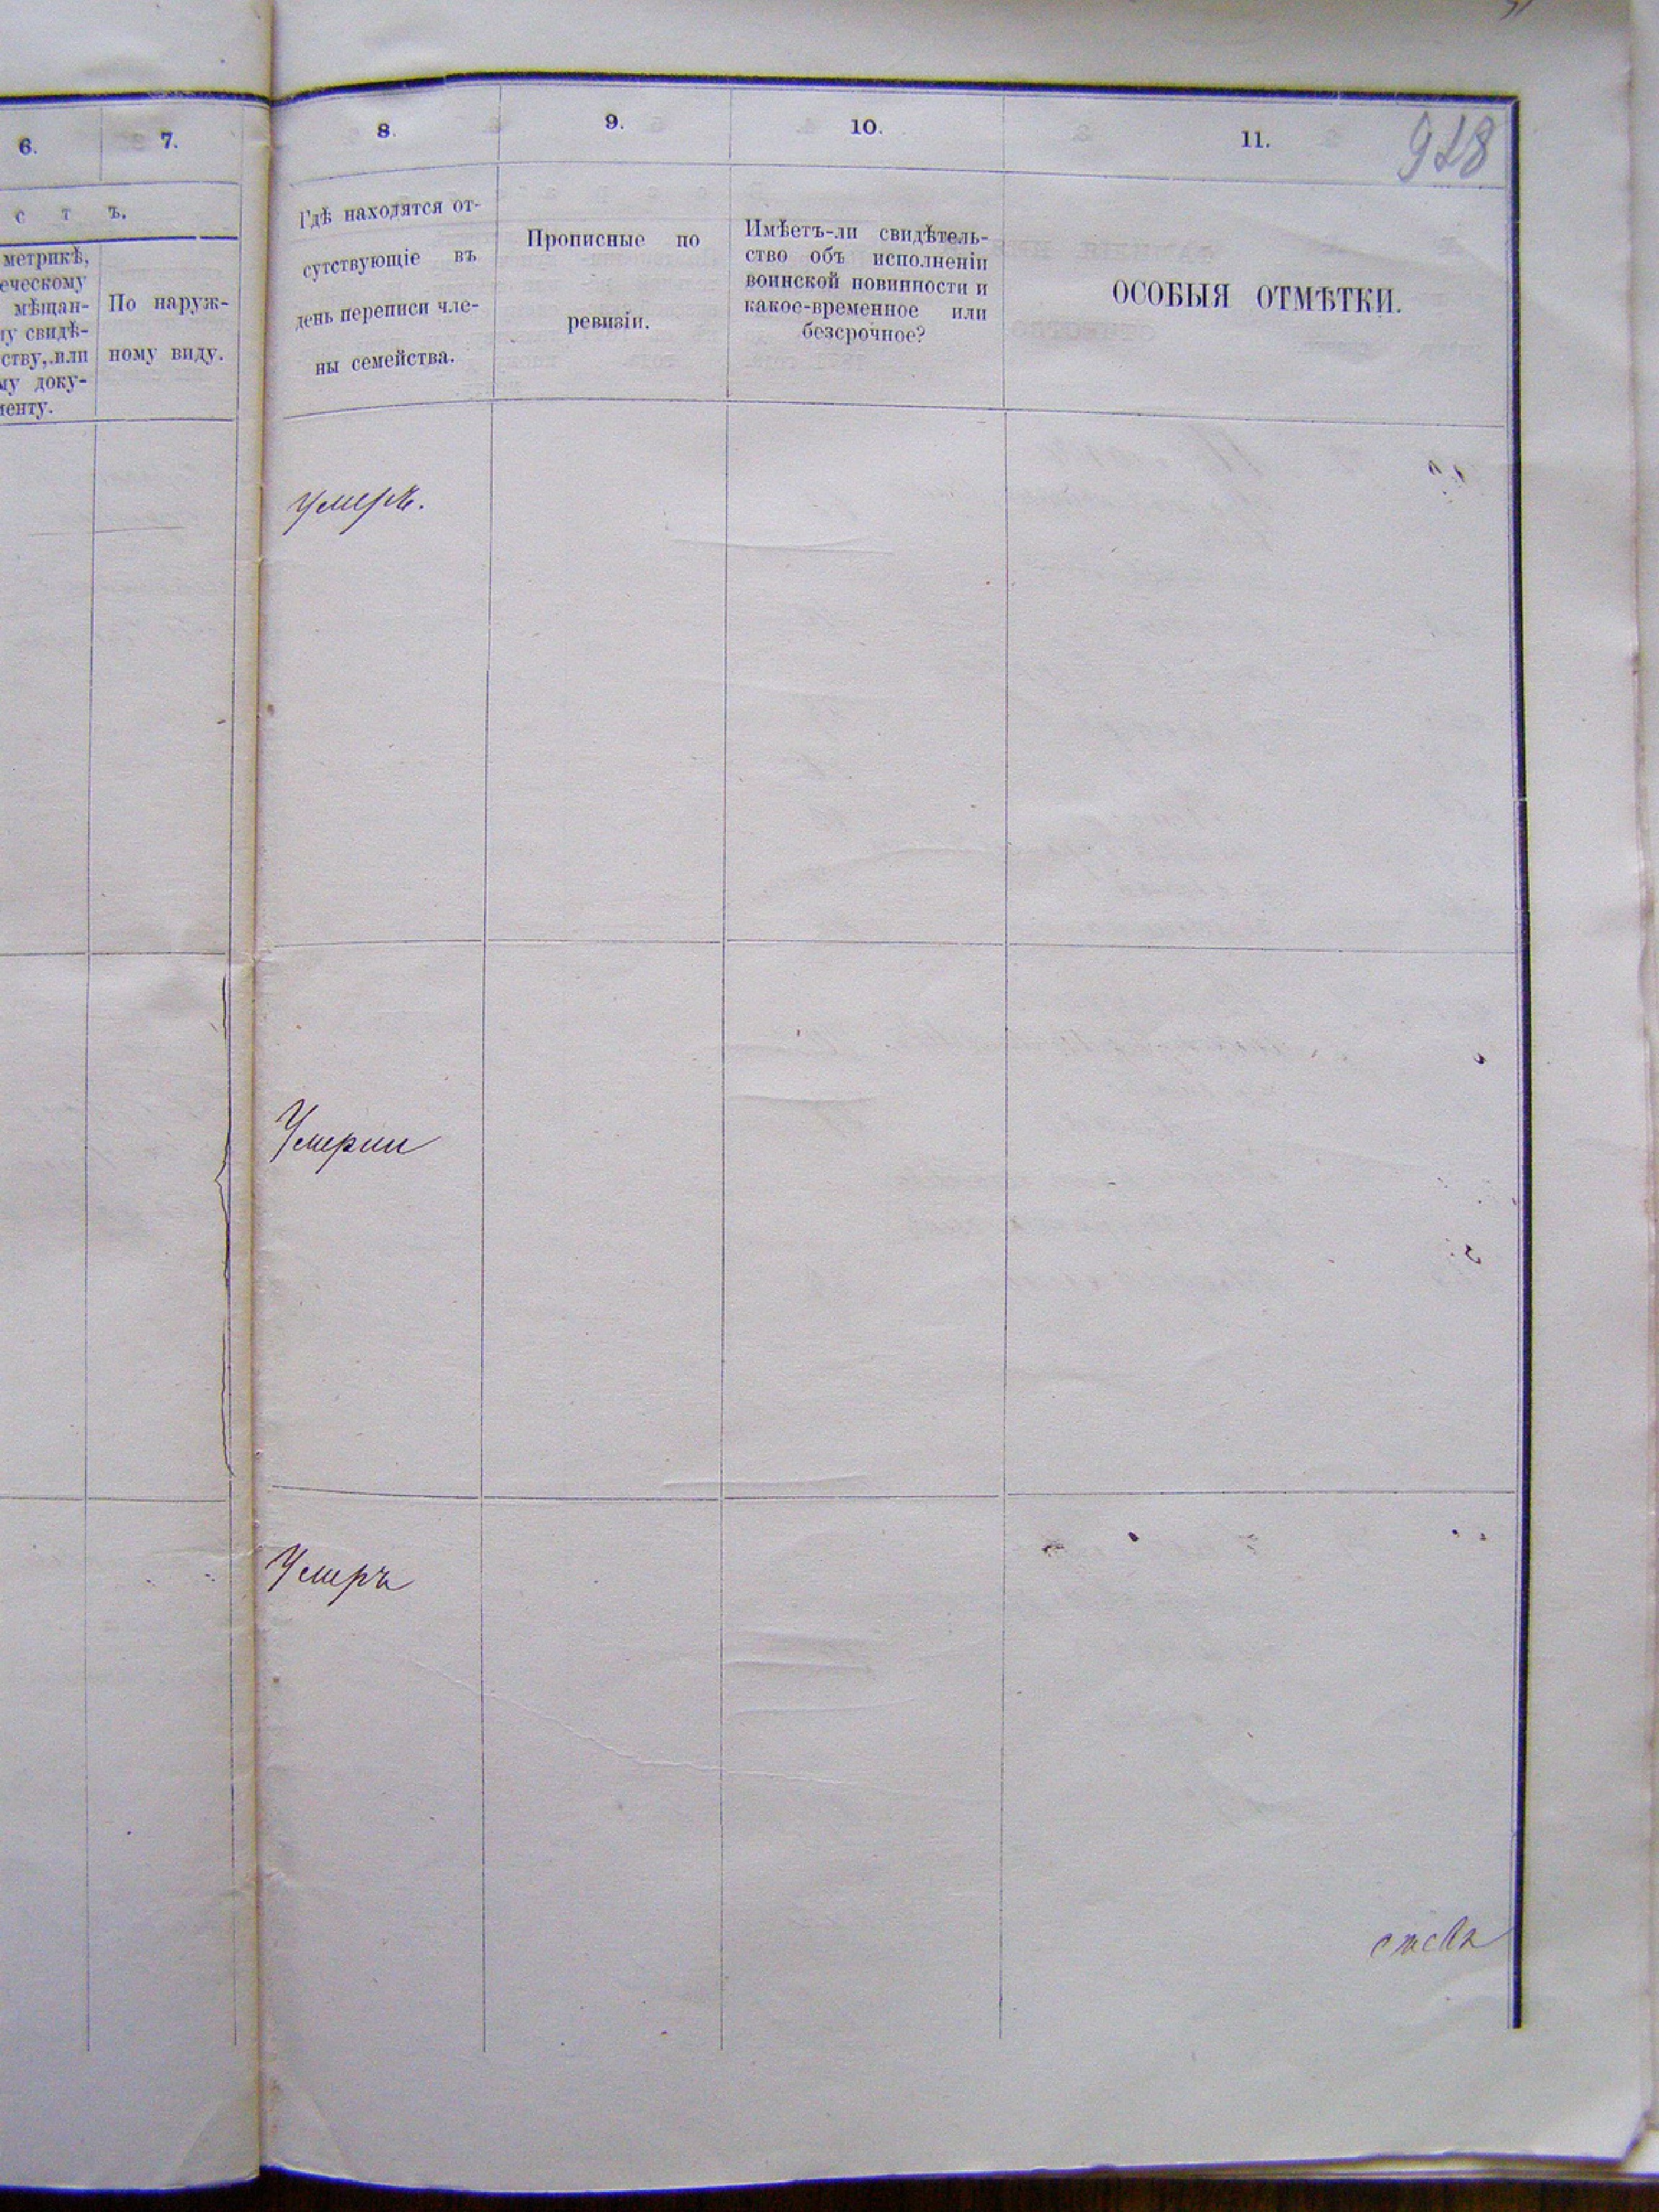 928
6.
7.
8.
9.
10.
11.
с т ъ.
метрикѣ,
еческому
мѣщан-
у свидѣ-
ству, или
му доку-
менту.
По наруж-
ному виду.
Гдѣ находятся от-
сутствующіе въ
день переписи чле-
ны семейства.
Прописные по
ревизіи.
Имѣетъ-ли свидѣтель-
ство объ исполненіи
воинской повинности и
какое-временное или
безсрочное?
ОСОБЫЯ ОТМѢТКИ.
умеръ.
Умерли
Умеръ